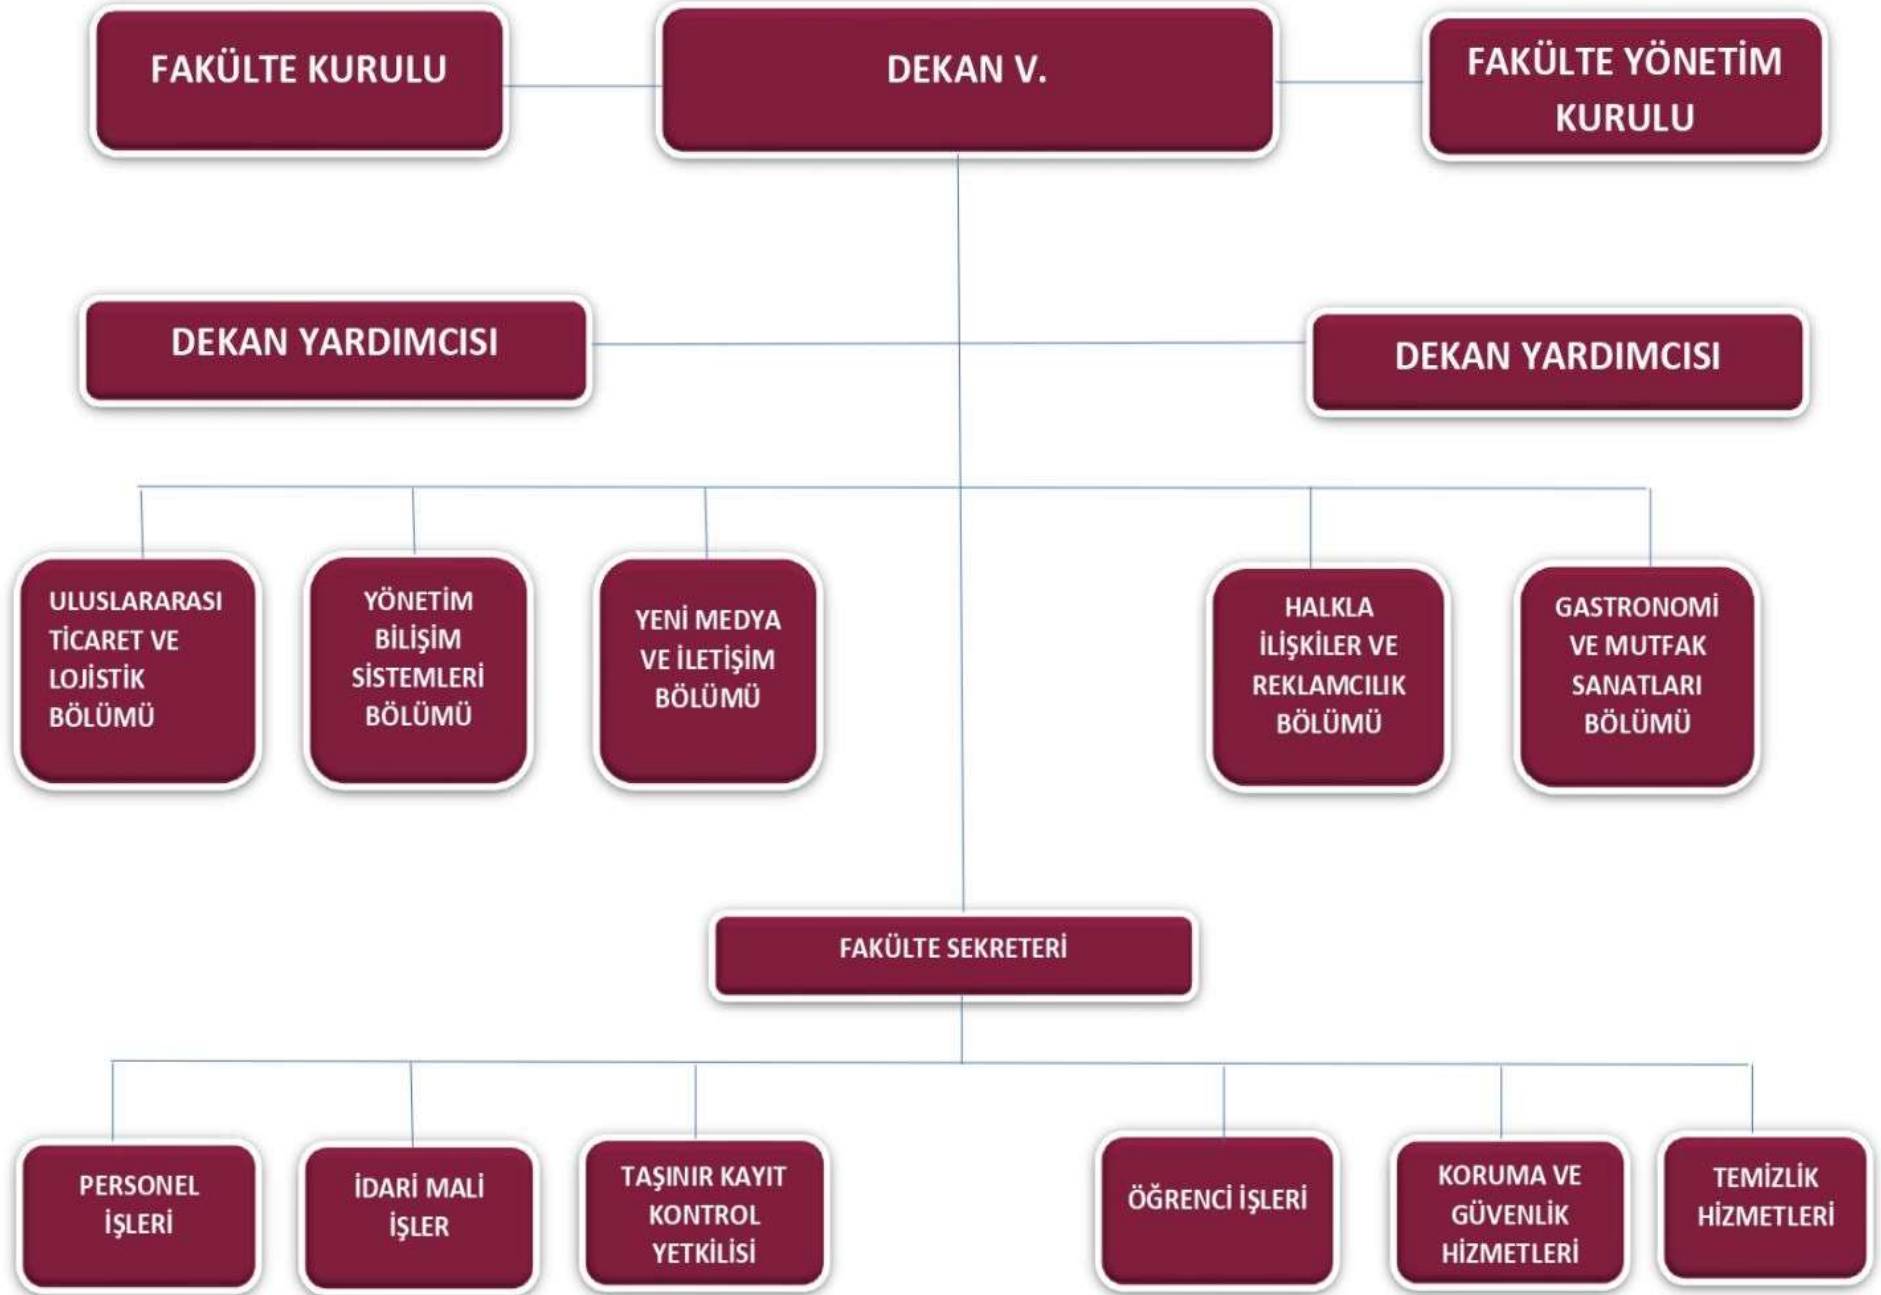 FAKÜLTE KURULU
DEKAN V.
FAKÜLTE YÖNETİM
KURULU
DEKAN YARDIMCISI
DEKAN YARDIMCISI
ULUSLARARASI
TİCARET VE
LOJİSTİK
BÖLÜMÜ
YÖNETİM
BİLİŞİM
SİSTEMLERİ
BÖLÜMÜ
YENİ MEDYA
VE İLETİŞİM
BÖLÜMÜ
HALKLA
İLİŞKİLER VE
REKLAMCILIK
BÖLÜMÜ
GASTRONOMİ
VE MUTFAK
SANATLARI
BÖLÜMÜ
FAKÜLTE SEKRETERİ
PERSONEL
İŞLERİ
İDARİ MALİ
İŞLER
TAŞINIR KAYIT
KONTROL
YETKİLİSİ
ÖĞRENCİ İŞLERİ
KORUMA VE
GÜVENLİK
HİZMETLERİ
TEMİZLİK
HİZMETLERİ